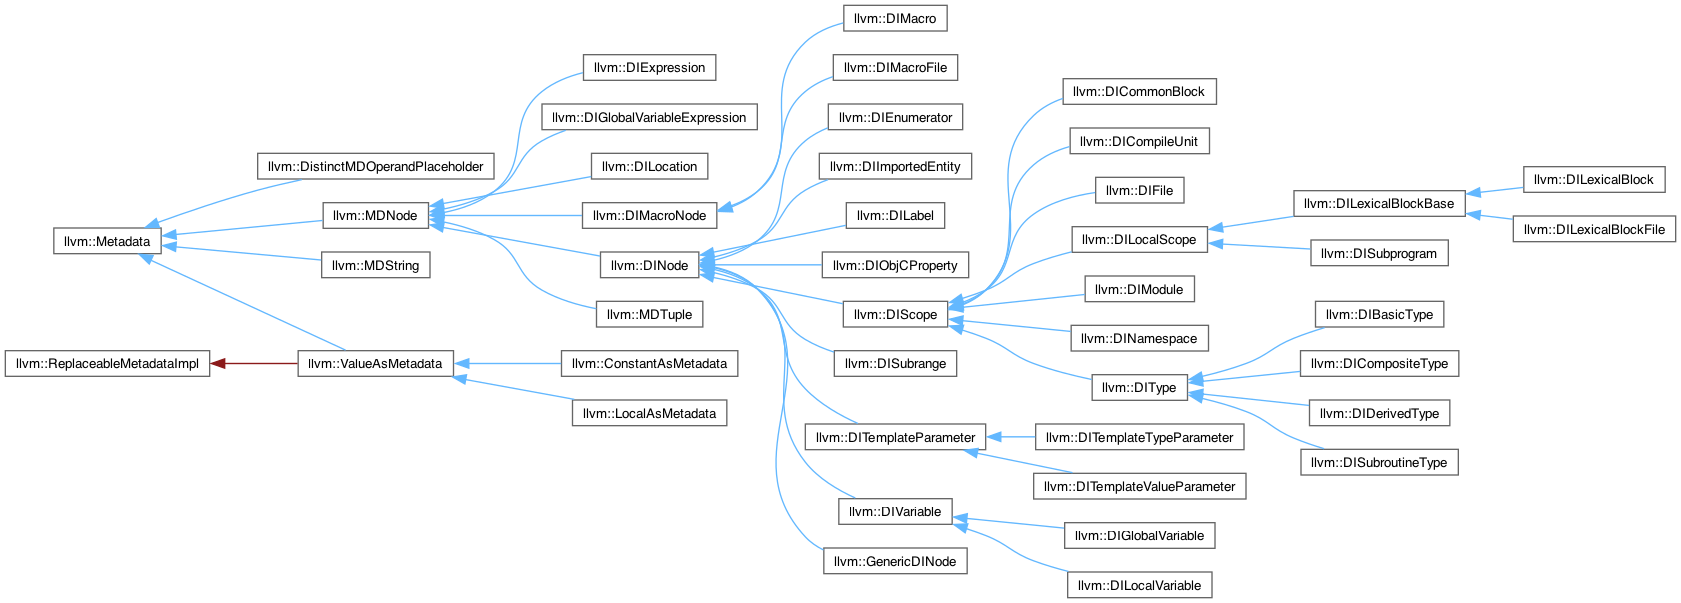 llvm::DIMacro
llvm::DIExpression
llvm::DIMacroFile
llvm::DICommonBlock
llvm::DIGlobalVariableExpression
llvm::DIEnumerator
llvm::DICompileUnit
llvm::DistinctMDOperandPlaceholder
llvm::DILocation
llvm::DIImportedEntity
llvm::DIFile
llvm::DILexicalBlock
llvm::MDNode
llvm::DIMacroNode
llvm::DILabel
llvm::DILexicalBlockBase
llvm::DILexicalBlockFile
llvm::Metadata
llvm::DILocalScope
llvm::DISubprogram
llvm::MDString
llvm::DINode
llvm::DIObjCProperty
llvm::DIModule
llvm::MDTuple
llvm::DIScope
llvm::DIBasicType
llvm::DINamespace
llvm::ReplaceableMetadataImpl
llvm::ValueAsMetadata
llvm::ConstantAsMetadata
llvm::DISubrange
llvm::DICompositeType
llvm::DIType
llvm::LocalAsMetadata
llvm::DIDerivedType
llvm::DITemplateParameter
llvm::DITemplateTypeParameter
llvm::DISubroutineType
llvm::DITemplateValueParameter
llvm::DIVariable
llvm::DIGlobalVariable
llvm::GenericDINode
llvm::DILocalVariable